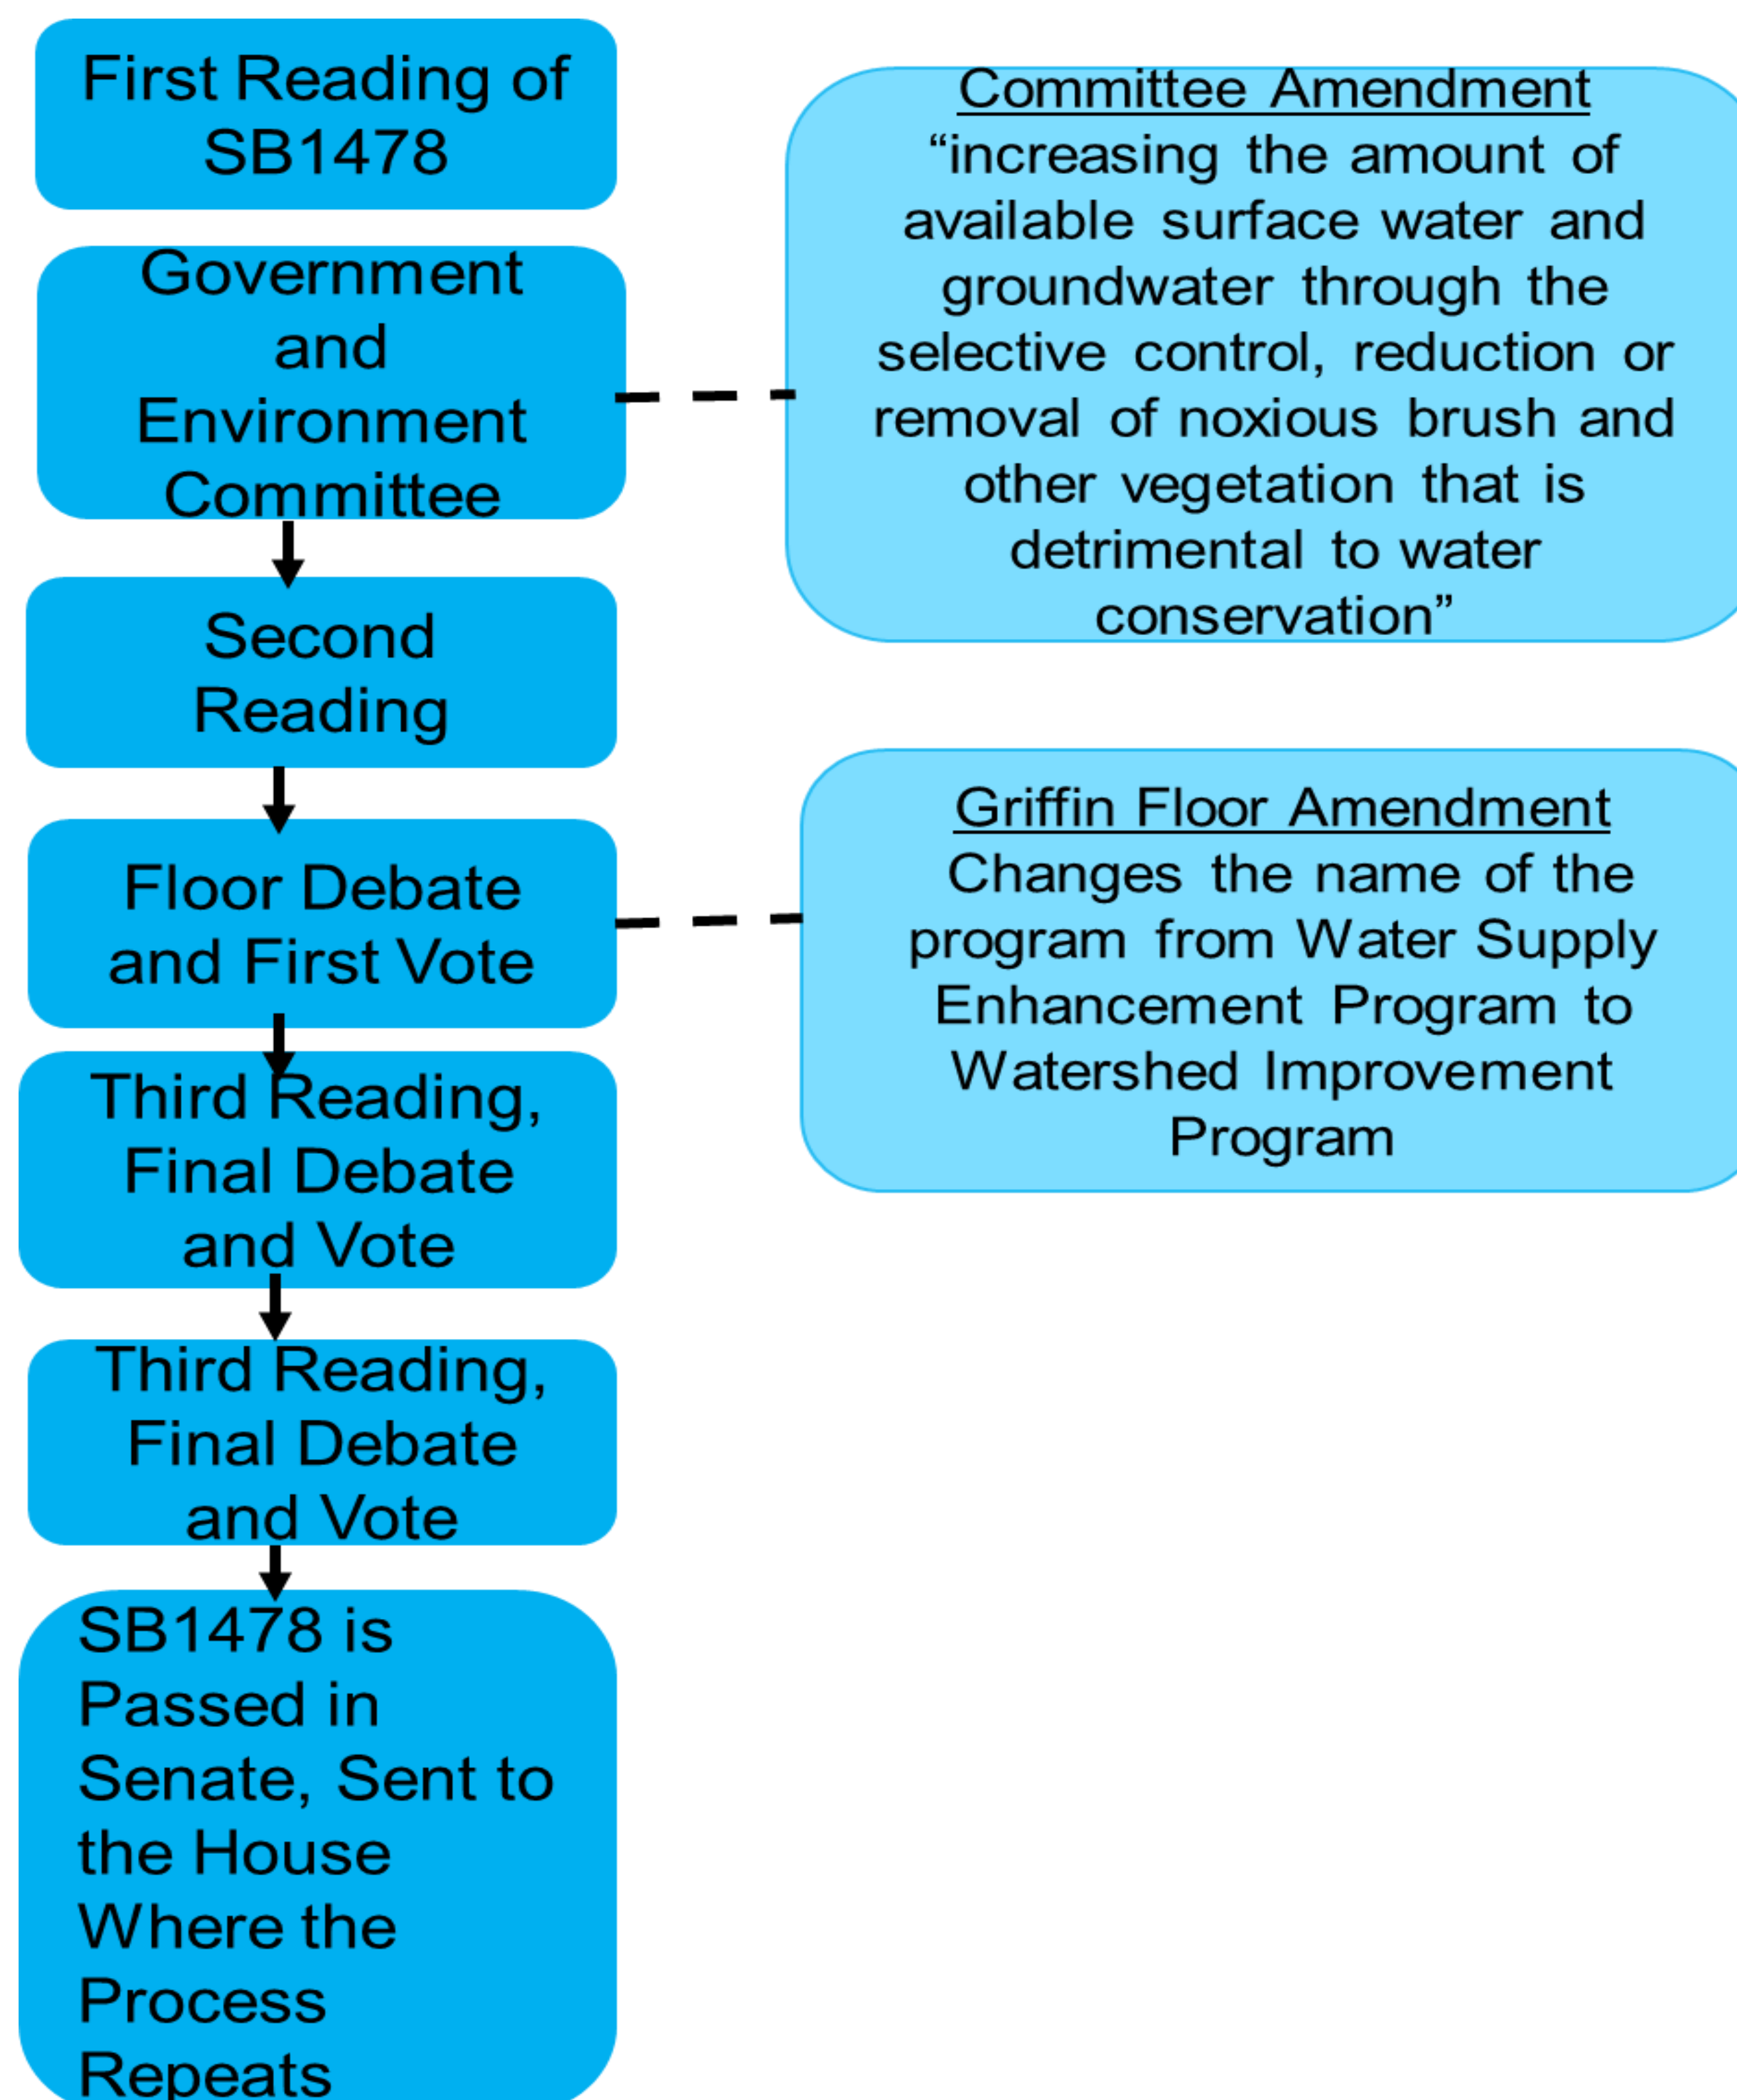 First Reading of
SB1478
Government
and
Environment
Committee
Second
Reading
Floor Debate
and First Vote
Third Reading,
Final Debate
and Vote
Third Reading,
Final Debate
and Vote
SB1478 is
Passed in
Senate, Sent to
the House
Where the
Process
Repeats
Committee Amendment
“increasing the amount of
available surface water and
groundwater through the
selective control, reduction or
removal of noxious brush and
other vegetation that is
detrimental to water
conservation”
Griffin Floor Amendment
Changes the name of the
program from Water Supply
Enhancement Program to
Watershed Improvement
Program